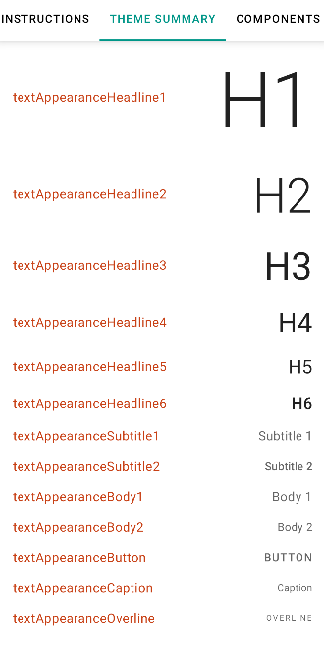 INSTRUCTIONS THEME SUMMARY COMPONENTS
textAppearanceHeadline1 H1
textAppearanceHeadline2 H2
textAppearanceHeadline3 H3
textAppearanceHeadline4 H4
textAppearanceHeadline5 H5
textAppearanceHeadline6 H6
textAppearanceSubtitle1 Subtitle 1
textAppearanceSubtitle2 Subtitle 2
textAppearanceBody1 Body 1
textAppearanceBody2 Body 2
textAppearanceButton BUTTON
textAppearanceCaption Caption
textAppearanceOverline OVERLINE